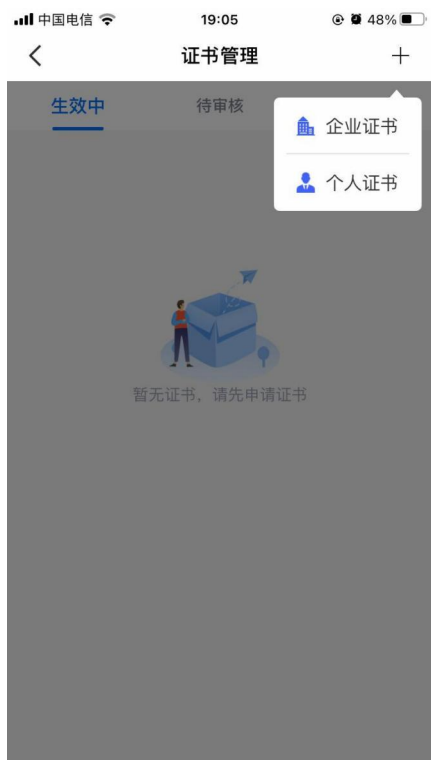 中国电信 19:05 48%
证书管理
生效中 待审核
企业证书
个人证书
暂无证书，请先申请证书